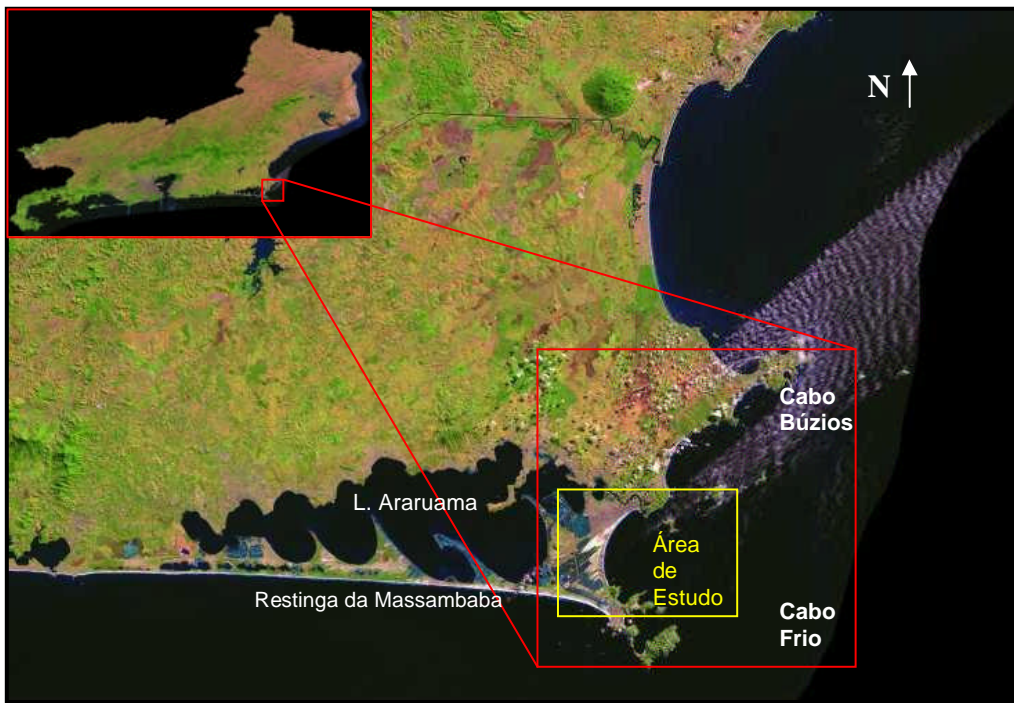 N
Cabo
Búzios
L. Araruama
Área
de
Estudo
Restinga da Massambaba
Cabo
Frio